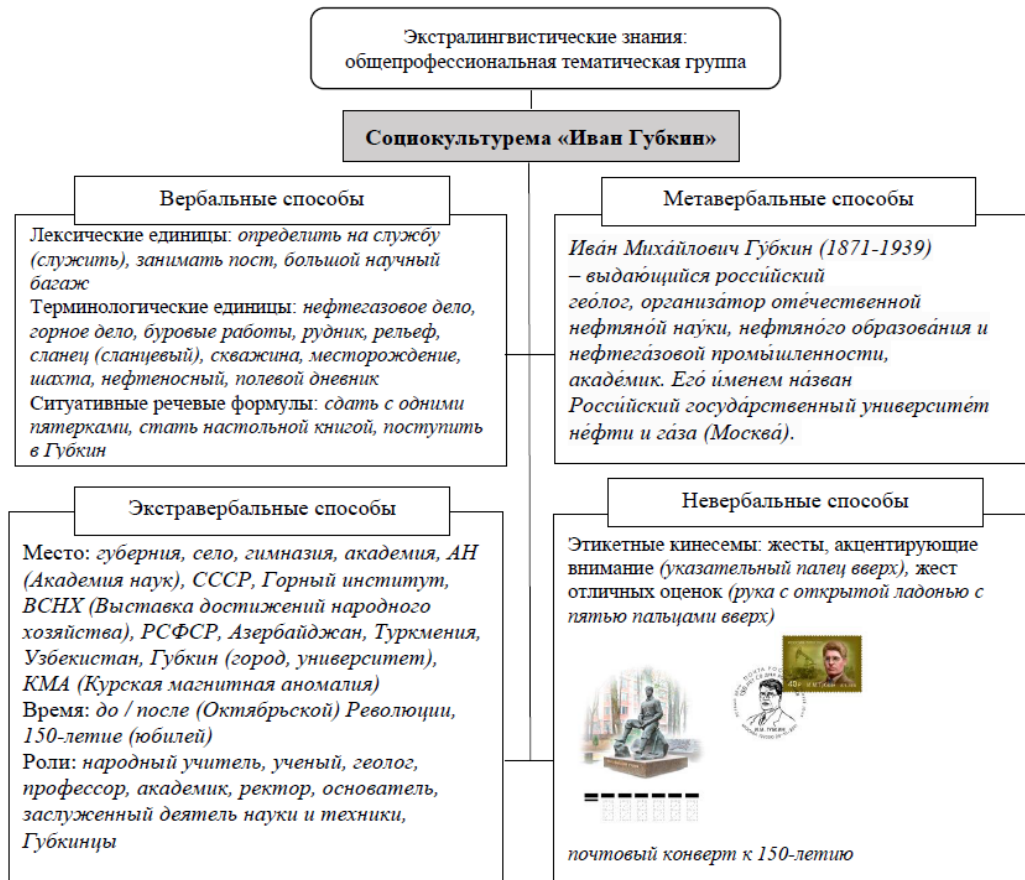 Экстралингвистические знания:
общепрофессиональная тематическая группа
Социокультурема «Иван Губкин»
Вербальные способы
Лексические единицы: определить на службу
(служить), занимать пост, большой научный
багаж
Терминологические единицы: нефтегазовое дело,
горное дело, буровые работы, рудник, рельеф,
сланец (сланцевый), скважина, месторождение,
шахта, нефтеносный, полевой дневник
Ситуативные речевые формулы: сдать с одними
пятерками, стать настольной книгой, поступить
в Губкин
Метавербальные способы
Ива́н Миха́йлович Гу́бкин (1871-1939)
– выдаю́щийся росси́йский
гео́лог, организа́тор оте́чественной
нефтяно́й нау́ки, нефтяно́го образова́ния и
нефтега́зовой промы́шленности,
акаде́мик. Его́ и́менем на́зван
Росси́йский госуда́рственный университе́т
не́фти и га́за (Москва́).
Экстравербальные способы
Место: губерния, село, гимназия, академия, АН
(Академия наук), СССР, Горный институт,
ВСНХ (Выставка достижений народного
хозяйства), РСФСР, Азербайджан, Туркмения,
Узбекистан, Губкин (город, университет),
КМА (Курская магнитная аномалия)
Время: до / после (Октябрьской) Революции,
150-летие (юбилей)
Роли: народный учитель, ученый, геолог,
профессор, академик, ректор, основатель,
заслуженный деятель науки и техники,
Губкинцы
Невербальные способы
Этикетные кинесемы: жесты, акцентирующие
внимание (указательный палец вверх), жест
отличных оценок (рука с открытой ладонью с
пятью пальцами вверх)
почтовый конверт к 150-летию